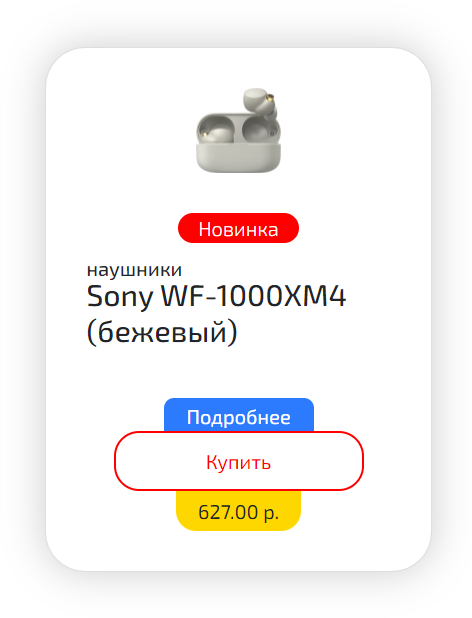 Новинка
наушники
Sony WF-1000XM4
(бежевый)
Подробнее
Купить
627.00 р.